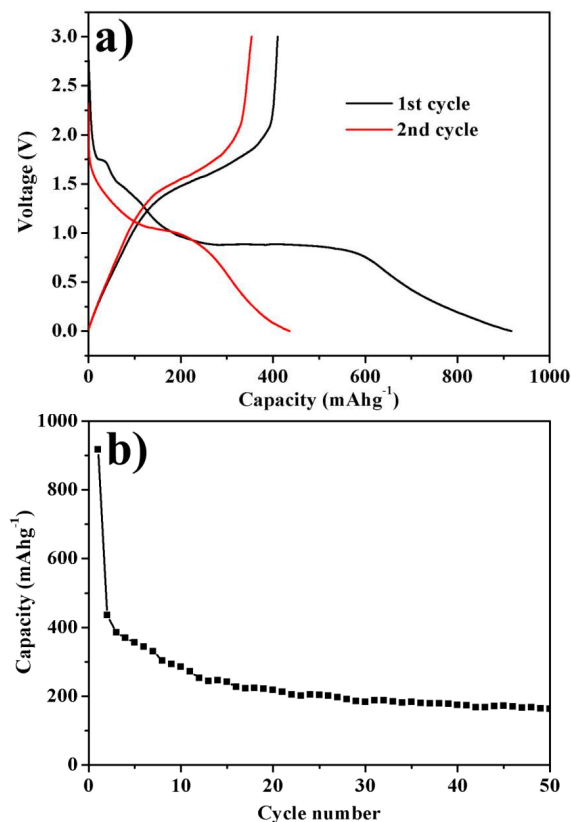 a)
3.0
2.5
2.0
1.5
1.0
0.5
0.0
Voltage (V)
1st cycle
2nd cycle
0 200 400 600 800 1000
Capacity (mAhg⁻¹)
b)
1000
800
600
400
200
0
Capacity (mAhg⁻¹)
0 10 20 30 40 50
Cycle number